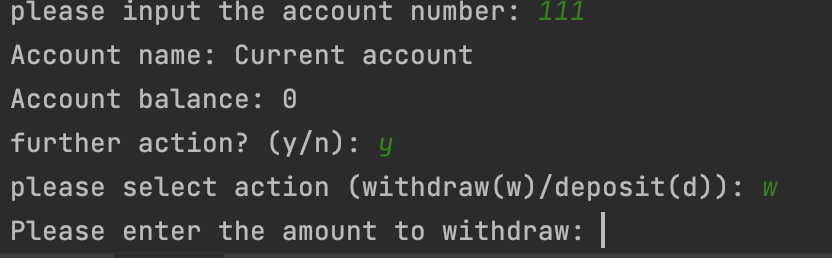 please input the account number: 111
Account name: Current account
Account balance: 0
further action? (y/n): y
please select action (withdraw(w)/deposit(d)): w
Please enter the amount to withdraw: